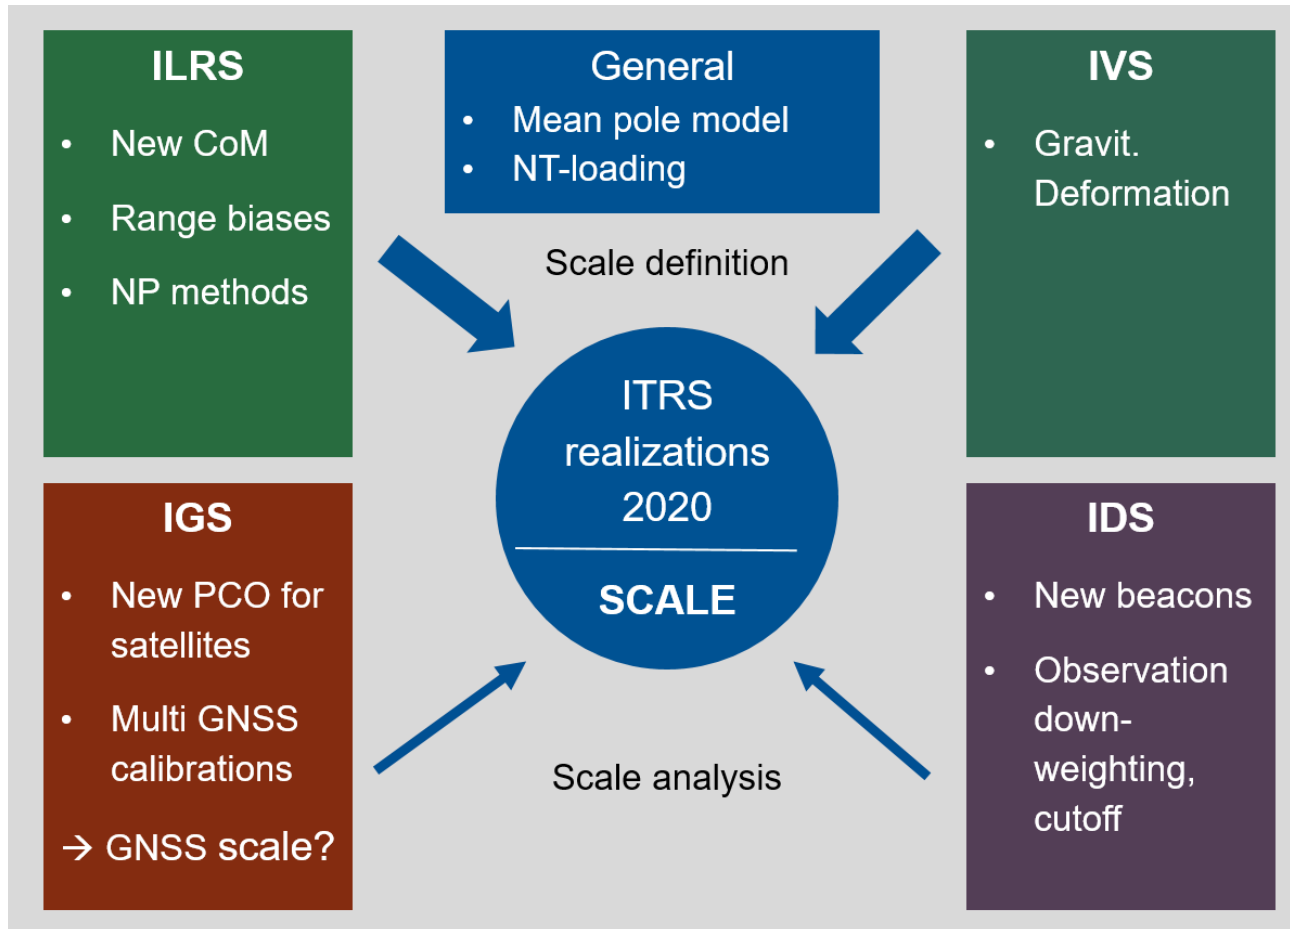 ILRS
• New CoM
• Range biases
• NP methods
General
• Mean pole model
• NT-loading
IVS
• Gravit.
Deformation
Scale definition
ITRS
realizations
2020
SCALE
IGS
• New PCO for
satellites
• Multi GNSS
calibrations
→ GNSS scale?
Scale analysis
IDS
• New beacons
• Observation
down-
weighting,
cutoff